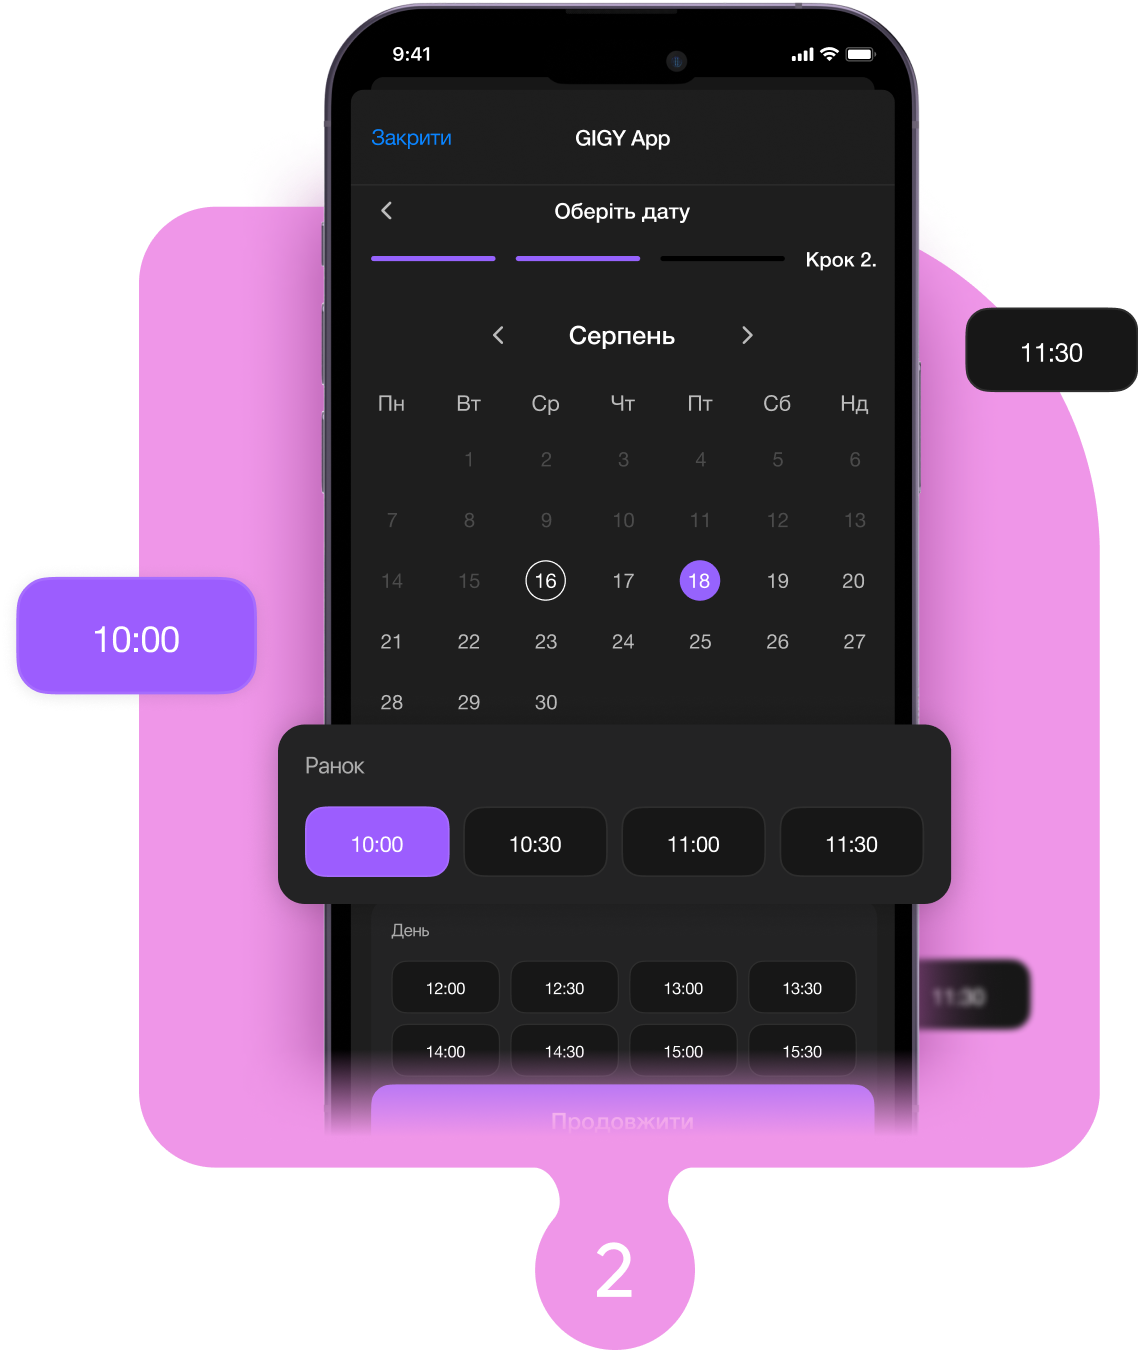 9:41
Закрити
GIGY App
Оберіть дату
Крок 2.
Серпень
11:30
Пн Вт Ср Чт Пт Сб Нд
1 2 3 4 5 6
7 8 9 10 11 12 13
14 15 16 17 18 19 20
10:00
21 22 23 24 25 26 27
28 29 30
Ранок
10:00 10:30 11:00 11:30
День
12:00 12:30 13:00 13:30
11:30
14:00 14:30 15:00 15:30
Продовжити
2